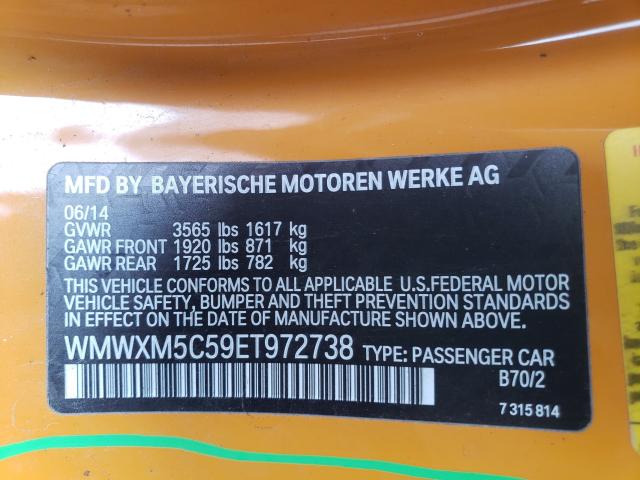 MFD BY BAYERISCHE MOTOREN WERKE AG
06/14
GVWR 3565 lbs 1617 kg
GAWR FRONT 1920 lbs 871 kg
GAWR REAR 1725 lbs 782 kg
THIS VEHICLE CONFORMS TO ALL APPLICABLE U.S.FEDERAL MOTOR
VEHICLE SAFETY, BUMPER AND THEFT PREVENTION STANDARDS
IN EFFECT ON THE DATE OF MANUFACTURE SHOWN ABOVE.
WMWXM5C59ET972738 TYPE: PASSENGER CAR
B70/2
7 315 814